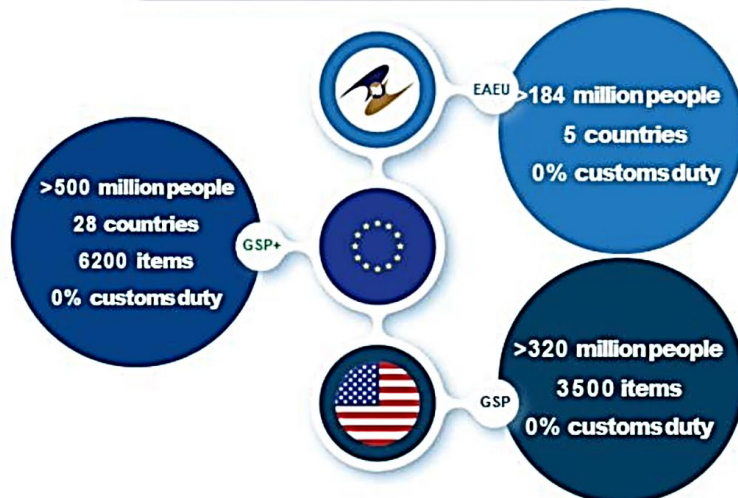 EAEU
>184 million people
5 countries
0% customs duty
>500 million people
28 countries
6200 items
0% customs duty
GSP+
>320 million people
3500 items
0% customs duty
GSP